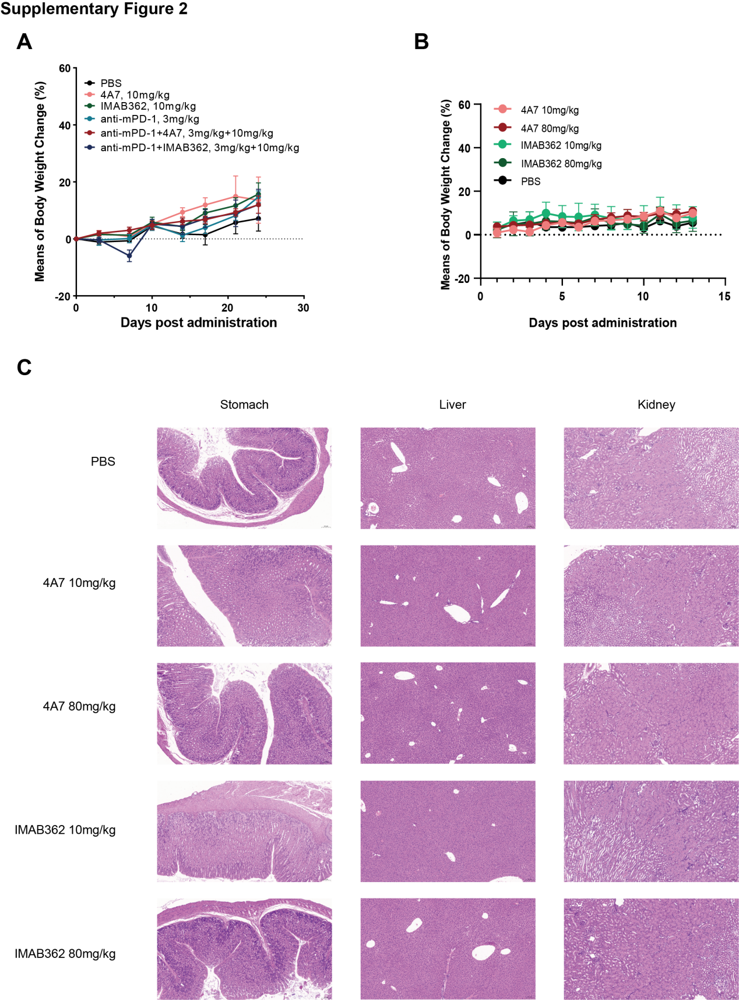 Supplementary Figure 2
A
60
40
20
0
-20
Means of Body Weight Change (%)
PBS
4A7, 10mg/kg
IMAB362, 10mg/kg
anti-mPD-1, 3mg/kg
anti-mPD-1+4A7, 3mg/kg+10mg/kg
anti-mPD-1+IMAB362, 3mg/kg+10mg/kg
0 10 20 30
Days post administration
B
60
40
20
0
-20
Means of Body Weight Change (%)
4A7 10mg/kg
4A7 80mg/kg
IMAB362 10mg/kg
IMAB362 80mg/kg
PBS
0 5 10 15
Days post administration
C
Stomach Liver Kidney
PBS
4A7 10mg/kg
4A7 80mg/kg
IMAB362 10mg/kg
IMAB362 80mg/kg